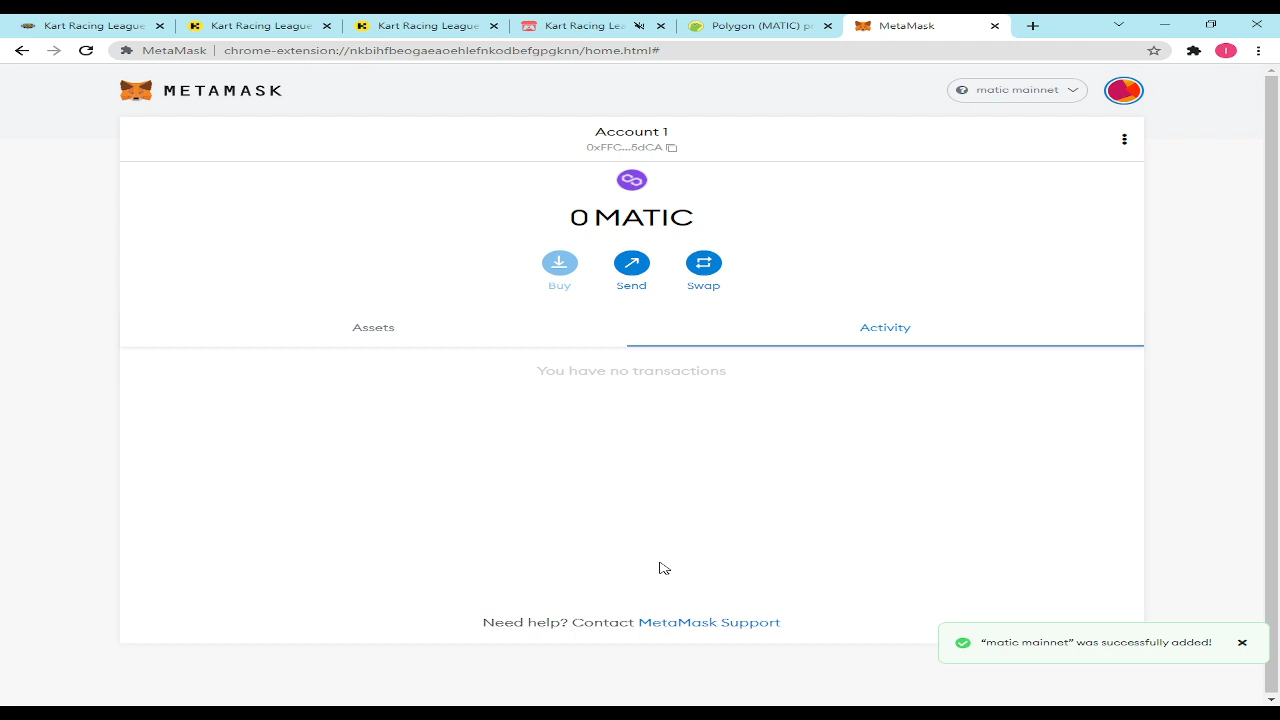 Kart Racing League
Kart Racing League
Kart Racing League
Kart Racing Lea
Polygon (MATIC) p
MetaMask
MetaMask
chrome-extension://nkbihfbeogaeaoehlefnkodbefgpgknn/home.html#
METAMASK
matic mainnet
Account 1
0xFFC...5dCA
0 MATIC
Buy
Send
Swap
Assets
Activity
You have no transactions
Need help? Contact MetaMask Support
"matic mainnet" was successfully added!